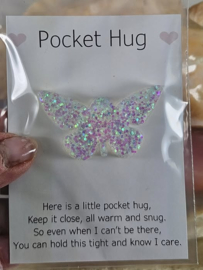 Pocket Hug
Here is a little pocket hug,
Keep it close, all warm and snug.
So even when I can't be there,
You can hold this tight and know I care.